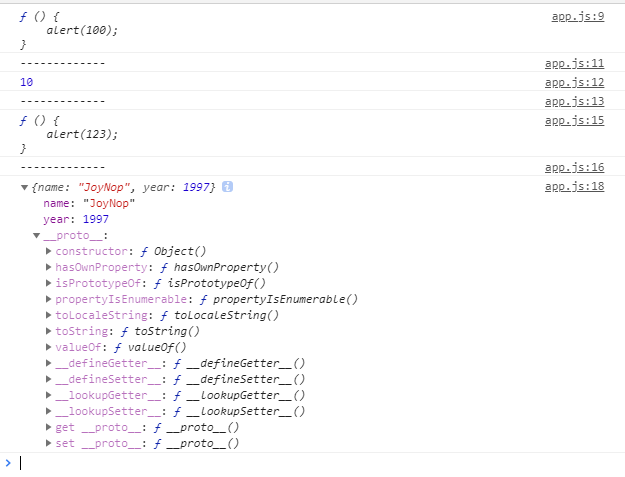 ƒ () { app.js:9
    alert(100);
}
------------- app.js:11
10 app.js:12
------------- app.js:13
ƒ () { app.js:15
    alert(123);
}
------------- app.js:16
{name: "JoyNop", year: 1997} i app.js:18
name: "JoyNop"
year: 1997
__proto__:
constructor: ƒ Object()
hasOwnProperty: ƒ hasOwnProperty()
isPrototypeOf: ƒ isPrototypeOf()
propertyIsEnumerable: ƒ propertyIsEnumerable()
toLocaleString: ƒ toLocaleString()
toString: ƒ toString()
valueOf: ƒ valueOf()
__defineGetter__: ƒ __defineGetter__()
__defineSetter__: ƒ __defineSetter__()
__lookupGetter__: ƒ __lookupGetter__()
__lookupSetter__: ƒ __lookupSetter__()
get __proto__: ƒ __proto__()
set __proto__: ƒ __proto__()